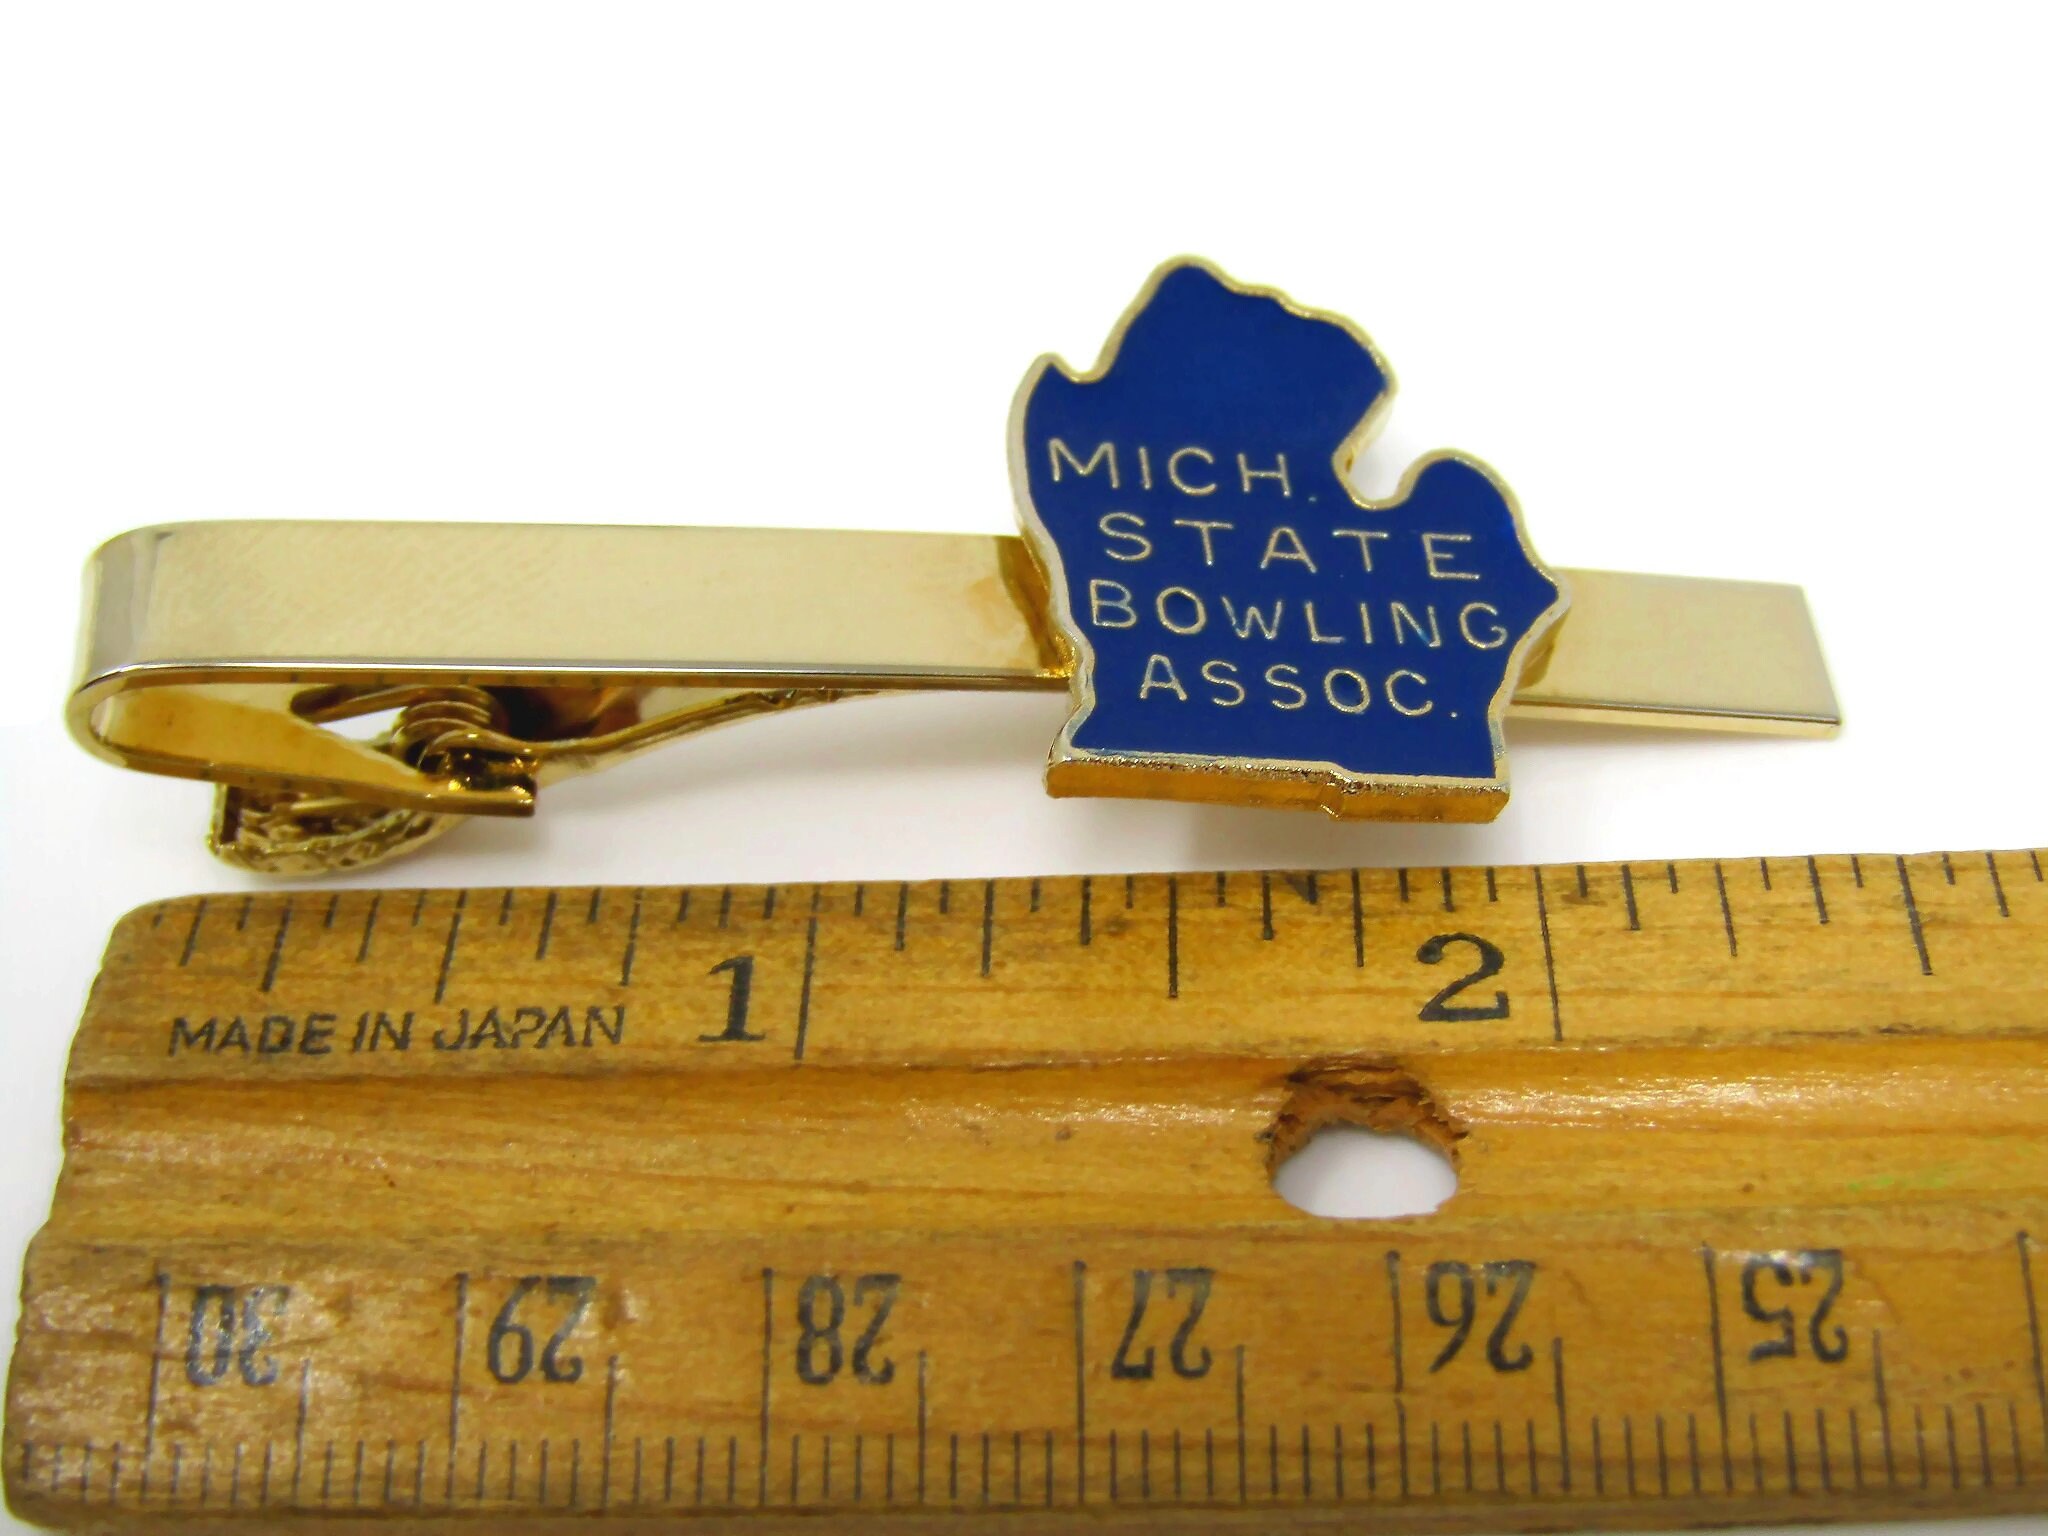 MICH.
STATE
BOWLING
ASSOC.
1 2
MADE IN JAPAN
30 29 28 27 26 25